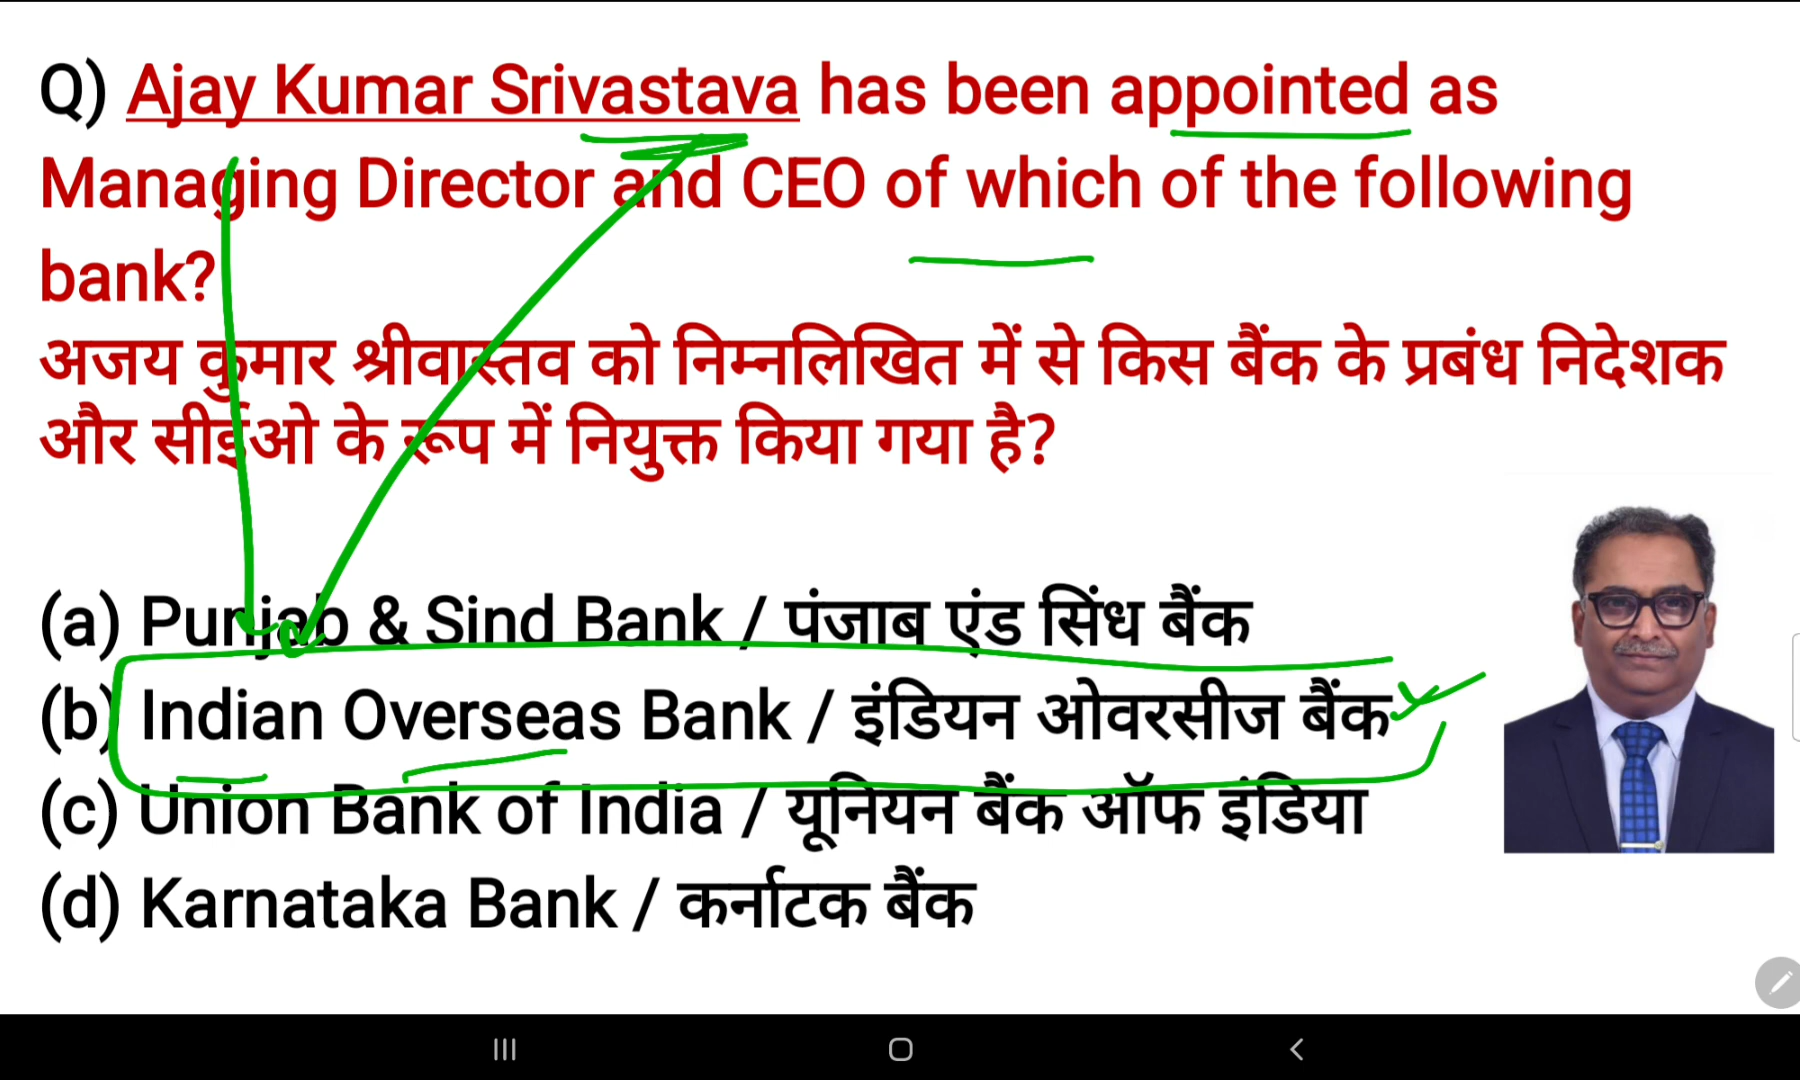 Q) Ajay Kumar Srivastava has been appointed as
Managing Director and CEO of which of the following
bank?
अजय कुमार श्रीवास्तव को निम्नलिखित में से किस बैंक के प्रबंध निदेशक
और सीईओ के रूप में नियुक्त किया गया है?
(a) Punjab & Sind Bank / पंजाब एंड सिंध बैंक
(b) Indian Overseas Bank / इंडियन ओवरसीज बैंक
(c) Union Bank of India / यूनियन बैंक ऑफ इंडिया
(d) Karnataka Bank / कर्नाटक बैंक